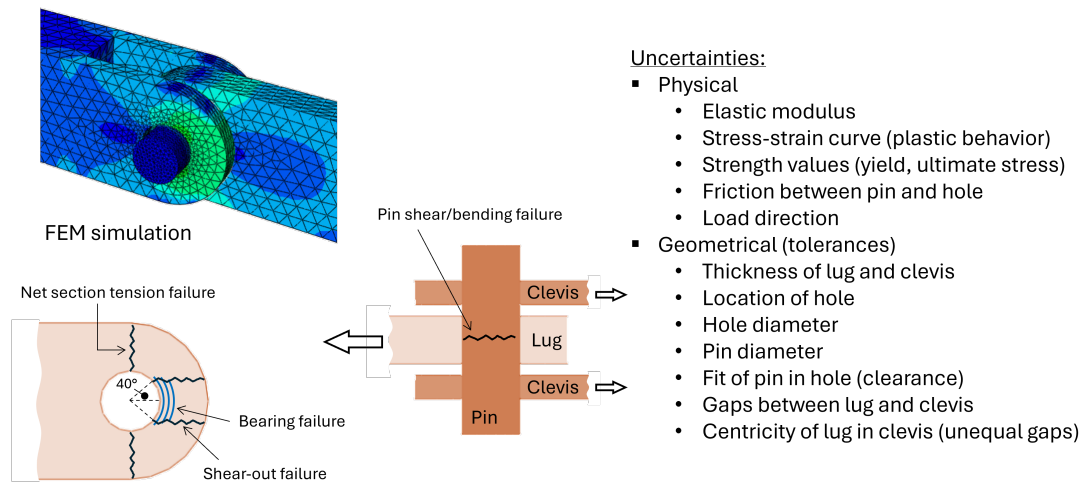 FEM simulation
Net section tension failure
40°
Bearing failure
Shear-out failure
Pin shear/bending failure
Clevis
Lug
Clevis
Pin
Uncertainties:
▪ Physical
• Elastic modulus
• Stress-strain curve (plastic behavior)
• Strength values (yield, ultimate stress)
• Friction between pin and hole
• Load direction
▪ Geometrical (tolerances)
• Thickness of lug and clevis
• Location of hole
• Hole diameter
• Pin diameter
• Fit of pin in hole (clearance)
• Gaps between lug and clevis
• Centricity of lug in clevis (unequal gaps)